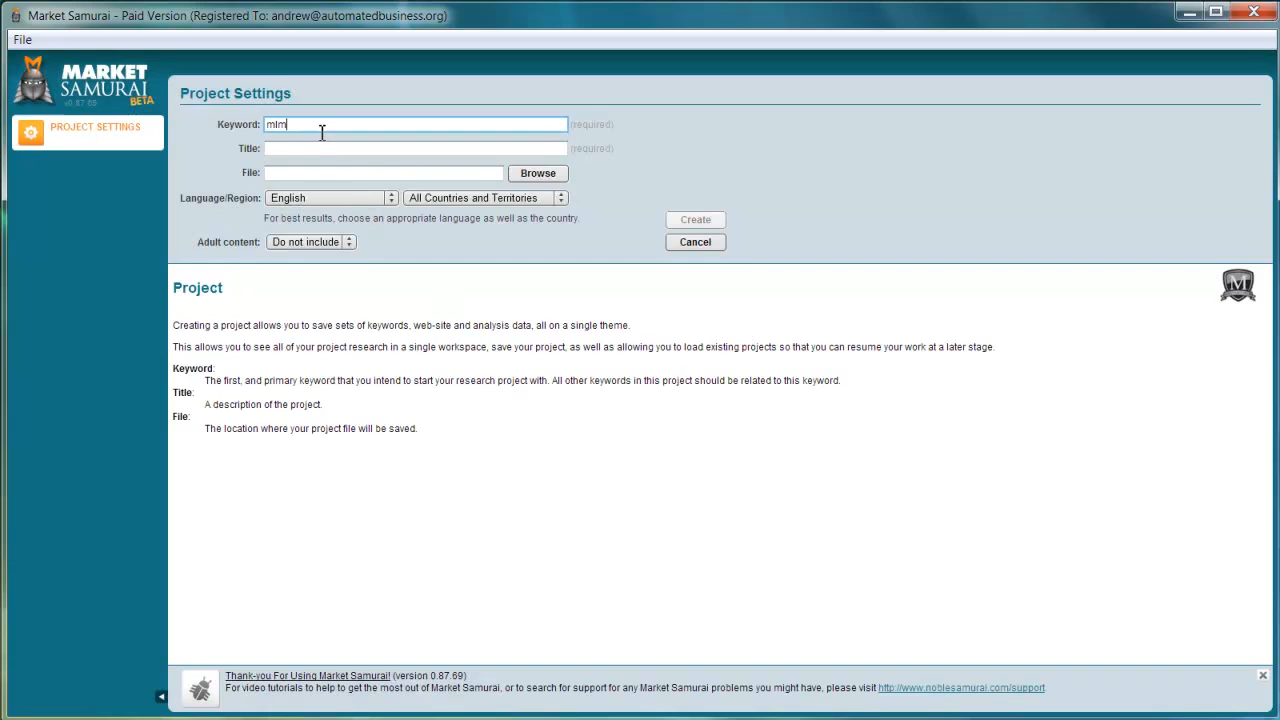 Market Samurai - Paid Version (Registered To: andrew@automatedbusiness.org)
File
MARKET
SAMURAI
v0.87.69 BETA
PROJECT SETTINGS
Project Settings
Keyword: mlm (required)
Title: (required)
File: Browse
Language/Region: English All Countries and Territories
For best results, choose an appropriate language as well as the country.
Create
Adult content: Do not include
Cancel
Project
M
Creating a project allows you to save sets of keywords, web-site and analysis data, all on a single theme.
This allows you to see all of your project research in a single workspace, save your project, as well as allowing you to load existing projects so that you can resume your work at a later stage.
Keyword:
The first, and primary keyword that you intend to start your research project with. All other keywords in this project should be related to this keyword.
Title:
A description of the project.
File:
The location where your project file will be saved.
Thank-you For Using Market Samurai! (version 0.87.69)
For video tutorials to help to get the most out of Market Samurai, or to search for support for any Market Samurai problems you might have, please visit http://www.noblesamurai.com/support